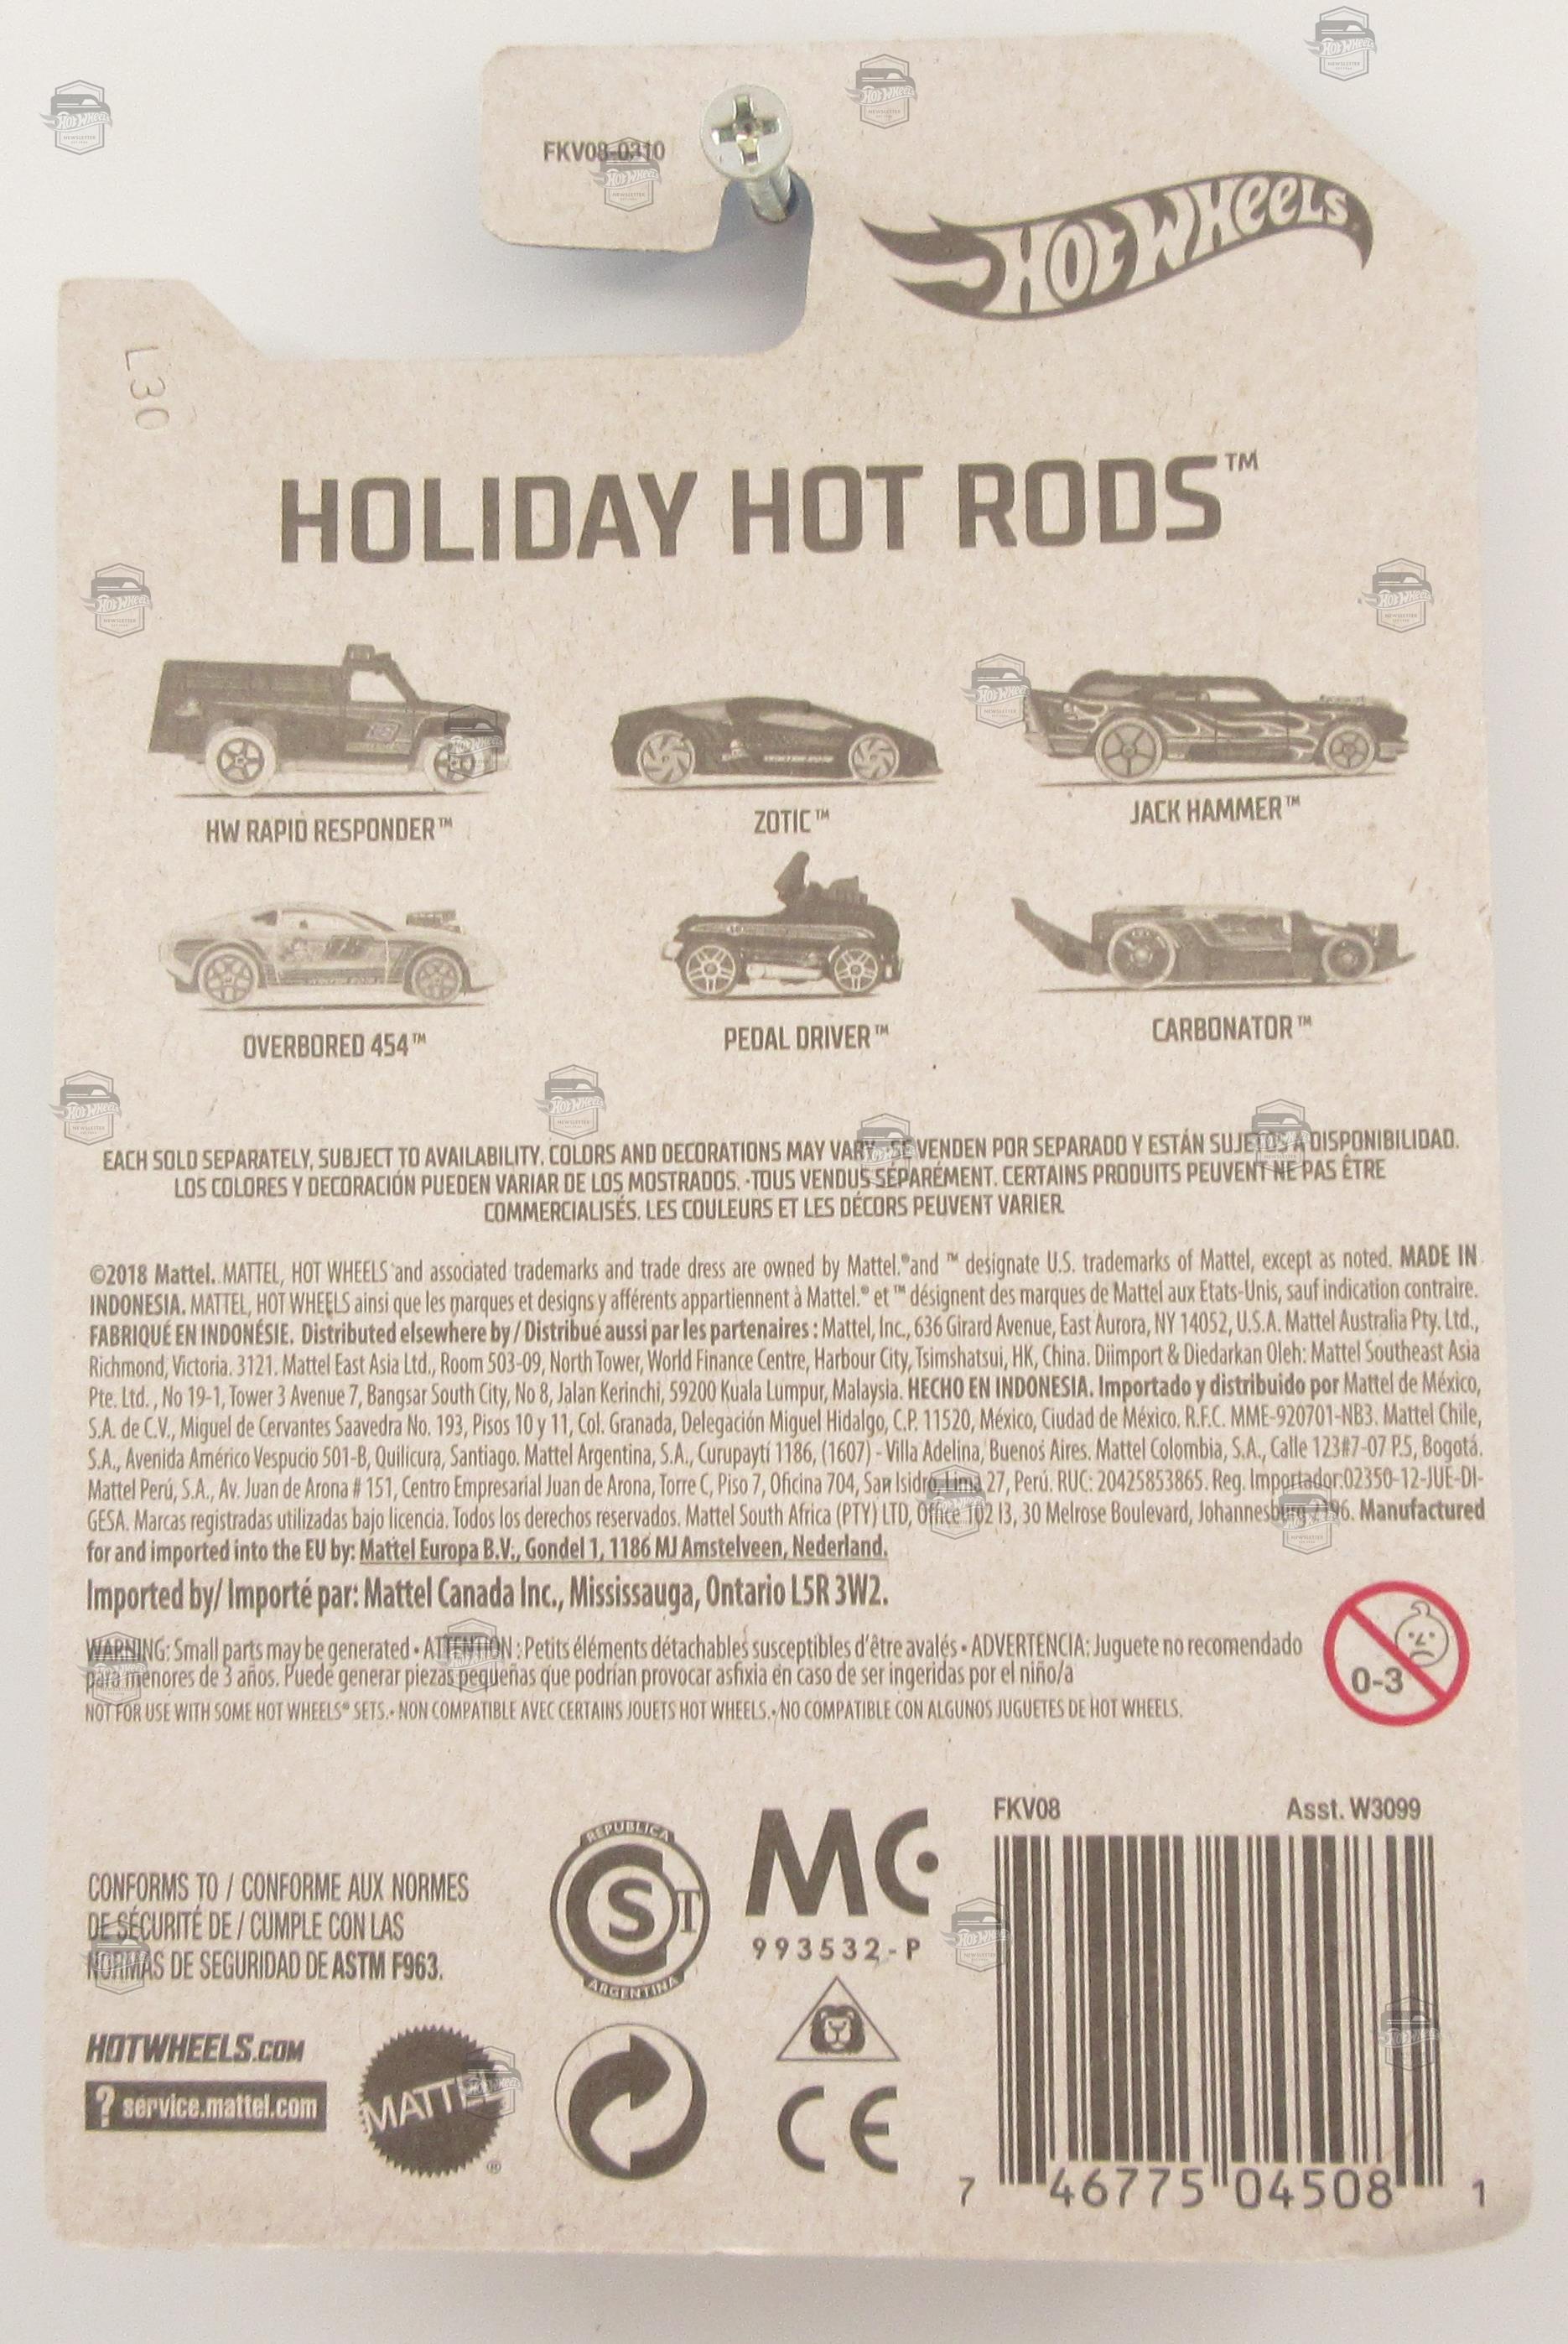 FKV08-0310
HOT WHEELS
L30
HOLIDAY HOT RODS™
HW RAPID RESPONDER™
ZOTIC™
JACK HAMMER™
OVERBORED 454™
PEDAL DRIVER™
CARBONATOR™
EACH SOLD SEPARATELY, SUBJECT TO AVAILABILITY. COLORS AND DECORATIONS MAY VARY. · SE VENDEN POR SEPARADO Y ESTÁN SUJETOS A DISPONIBILIDAD.
LOS COLORES Y DECORACIÓN PUEDEN VARIAR DE LOS MOSTRADOS. ·TOUS VENDUS SÉPARÉMENT. CERTAINS PRODUITS PEUVENT NE PAS ÊTRE
COMMERCIALISÉS. LES COULEURS ET LES DÉCORS PEUVENT VARIER.
©2018 Mattel. MATTEL, HOT WHEELS and associated trademarks and trade dress are owned by Mattel.®and ™ designate U.S. trademarks of Mattel, except as noted. MADE IN
INDONESIA. MATTEL, HOT WHEELS ainsi que les marques et designs y afférents appartiennent à Mattel.® et ™ désignent des marques de Mattel aux Etats-Unis, sauf indication contraire.
FABRIQUÉ EN INDONÉSIE. Distributed elsewhere by / Distribué aussi par les partenaires : Mattel, Inc., 636 Girard Avenue, East Aurora, NY 14052, U.S.A. Mattel Australia Pty. Ltd.,
Richmond, Victoria. 3121. Mattel East Asia Ltd., Room 503-09, North Tower, World Finance Centre, Harbour City, Tsimshatsui, HK, China. Diimport & Diedarkan Oleh: Mattel Southeast Asia
Pte. Ltd. , No 19-1, Tower 3 Avenue 7, Bangsar South City, No 8, Jalan Kerinchi, 59200 Kuala Lumpur, Malaysia. HECHO EN INDONESIA. Importado y distribuido por Mattel de México,
S.A. de C.V., Miguel de Cervantes Saavedra No. 193, Pisos 10 y 11, Col. Granada, Delegación Miguel Hidalgo, C.P. 11520, México, Ciudad de México. R.F.C. MME-920701-NB3. Mattel Chile,
S.A., Avenida Américo Vespucio 501-B, Quilicura, Santiago. Mattel Argentina, S.A., Curupaytí 1186, (1607) - Villa Adelina, Buenos Aires. Mattel Colombia, S.A., Calle 123#7-07 P.5, Bogotá.
Mattel Perú, S.A., Av. Juan de Arona # 151, Centro Empresarial Juan de Arona, Torre C, Piso 7, Oficina 704, San Isidro, Lima 27, Perú. RUC: 20425853865. Reg. Importador:02350-12-JUE-DI-
GESA. Marcas registradas utilizadas bajo licencia. Todos los derechos reservados. Mattel South Africa (PTY) LTD, Office 102 I3, 30 Melrose Boulevard, Johannesburg 2196. Manufactured
for and imported into the EU by: Mattel Europa B.V., Gondel 1, 1186 MJ Amstelveen, Nederland.
Imported by/ Importé par: Mattel Canada Inc., Mississauga, Ontario L5R 3W2.
WARNING: Small parts may be generated • ATTENTION : Petits éléments détachables susceptibles d'être avalés • ADVERTENCIA: Juguete no recomendado
para menores de 3 años. Puede generar piezas pequeñas que podrían provocar asfixia en caso de ser ingeridas por el niño/a
NOT FOR USE WITH SOME HOT WHEELS® SETS. • NON COMPATIBLE AVEC CERTAINS JOUETS HOT WHEELS. • NO COMPATIBLE CON ALGUNOS JUGUETES DE HOT WHEELS.
0-3
CONFORMS TO / CONFORME AUX NORMES
DE SÉCURITÉ DE / CUMPLE CON LAS
NORMAS DE SEGURIDAD DE ASTM F963.
HOTWHEELS.COM
? service.mattel.com
MATTEL
®
REPUBLICA
CST
ARGENTINA
MC
993532-P
CE
FKV08
Asst. W3099
7 46775 04508 1